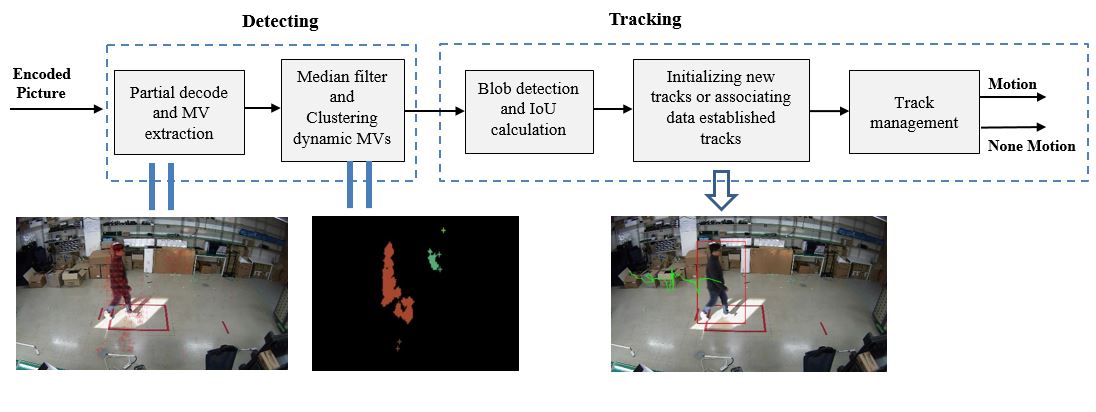 Detecting
Tracking
Encoded
Picture
Partial decode
and MV
extraction
Median filter
and
Clustering
dynamic MVs
Blob detection
and IoU
calculation
Initializing new
tracks or associating
data established
tracks
Track
management
Motion
None Motion